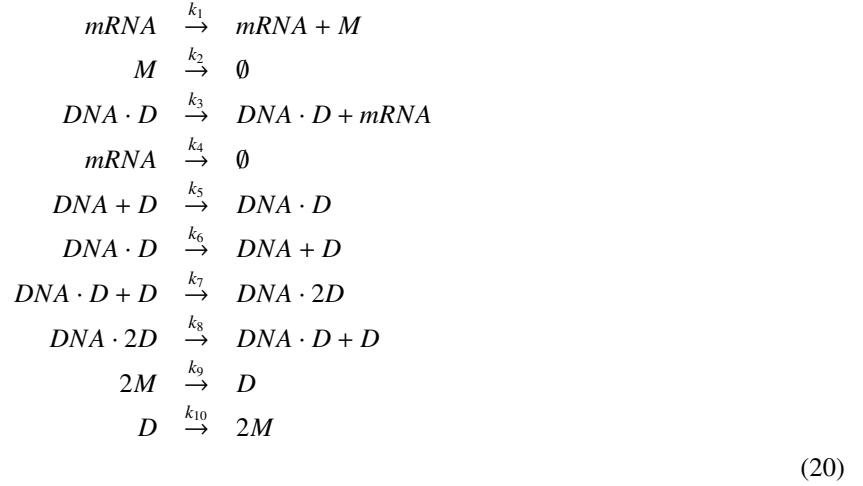 mRNA →^{k_1} mRNA + M
M →^{k_2} ∅
DNA · D →^{k_3} DNA · D + mRNA
mRNA →^{k_4} ∅
DNA + D →^{k_5} DNA · D
DNA · D →^{k_6} DNA + D
DNA · D + D →^{k_7} DNA · 2D
DNA · 2D →^{k_8} DNA · D + D
2M →^{k_9} D
D →^{k_{10}} 2M
(20)